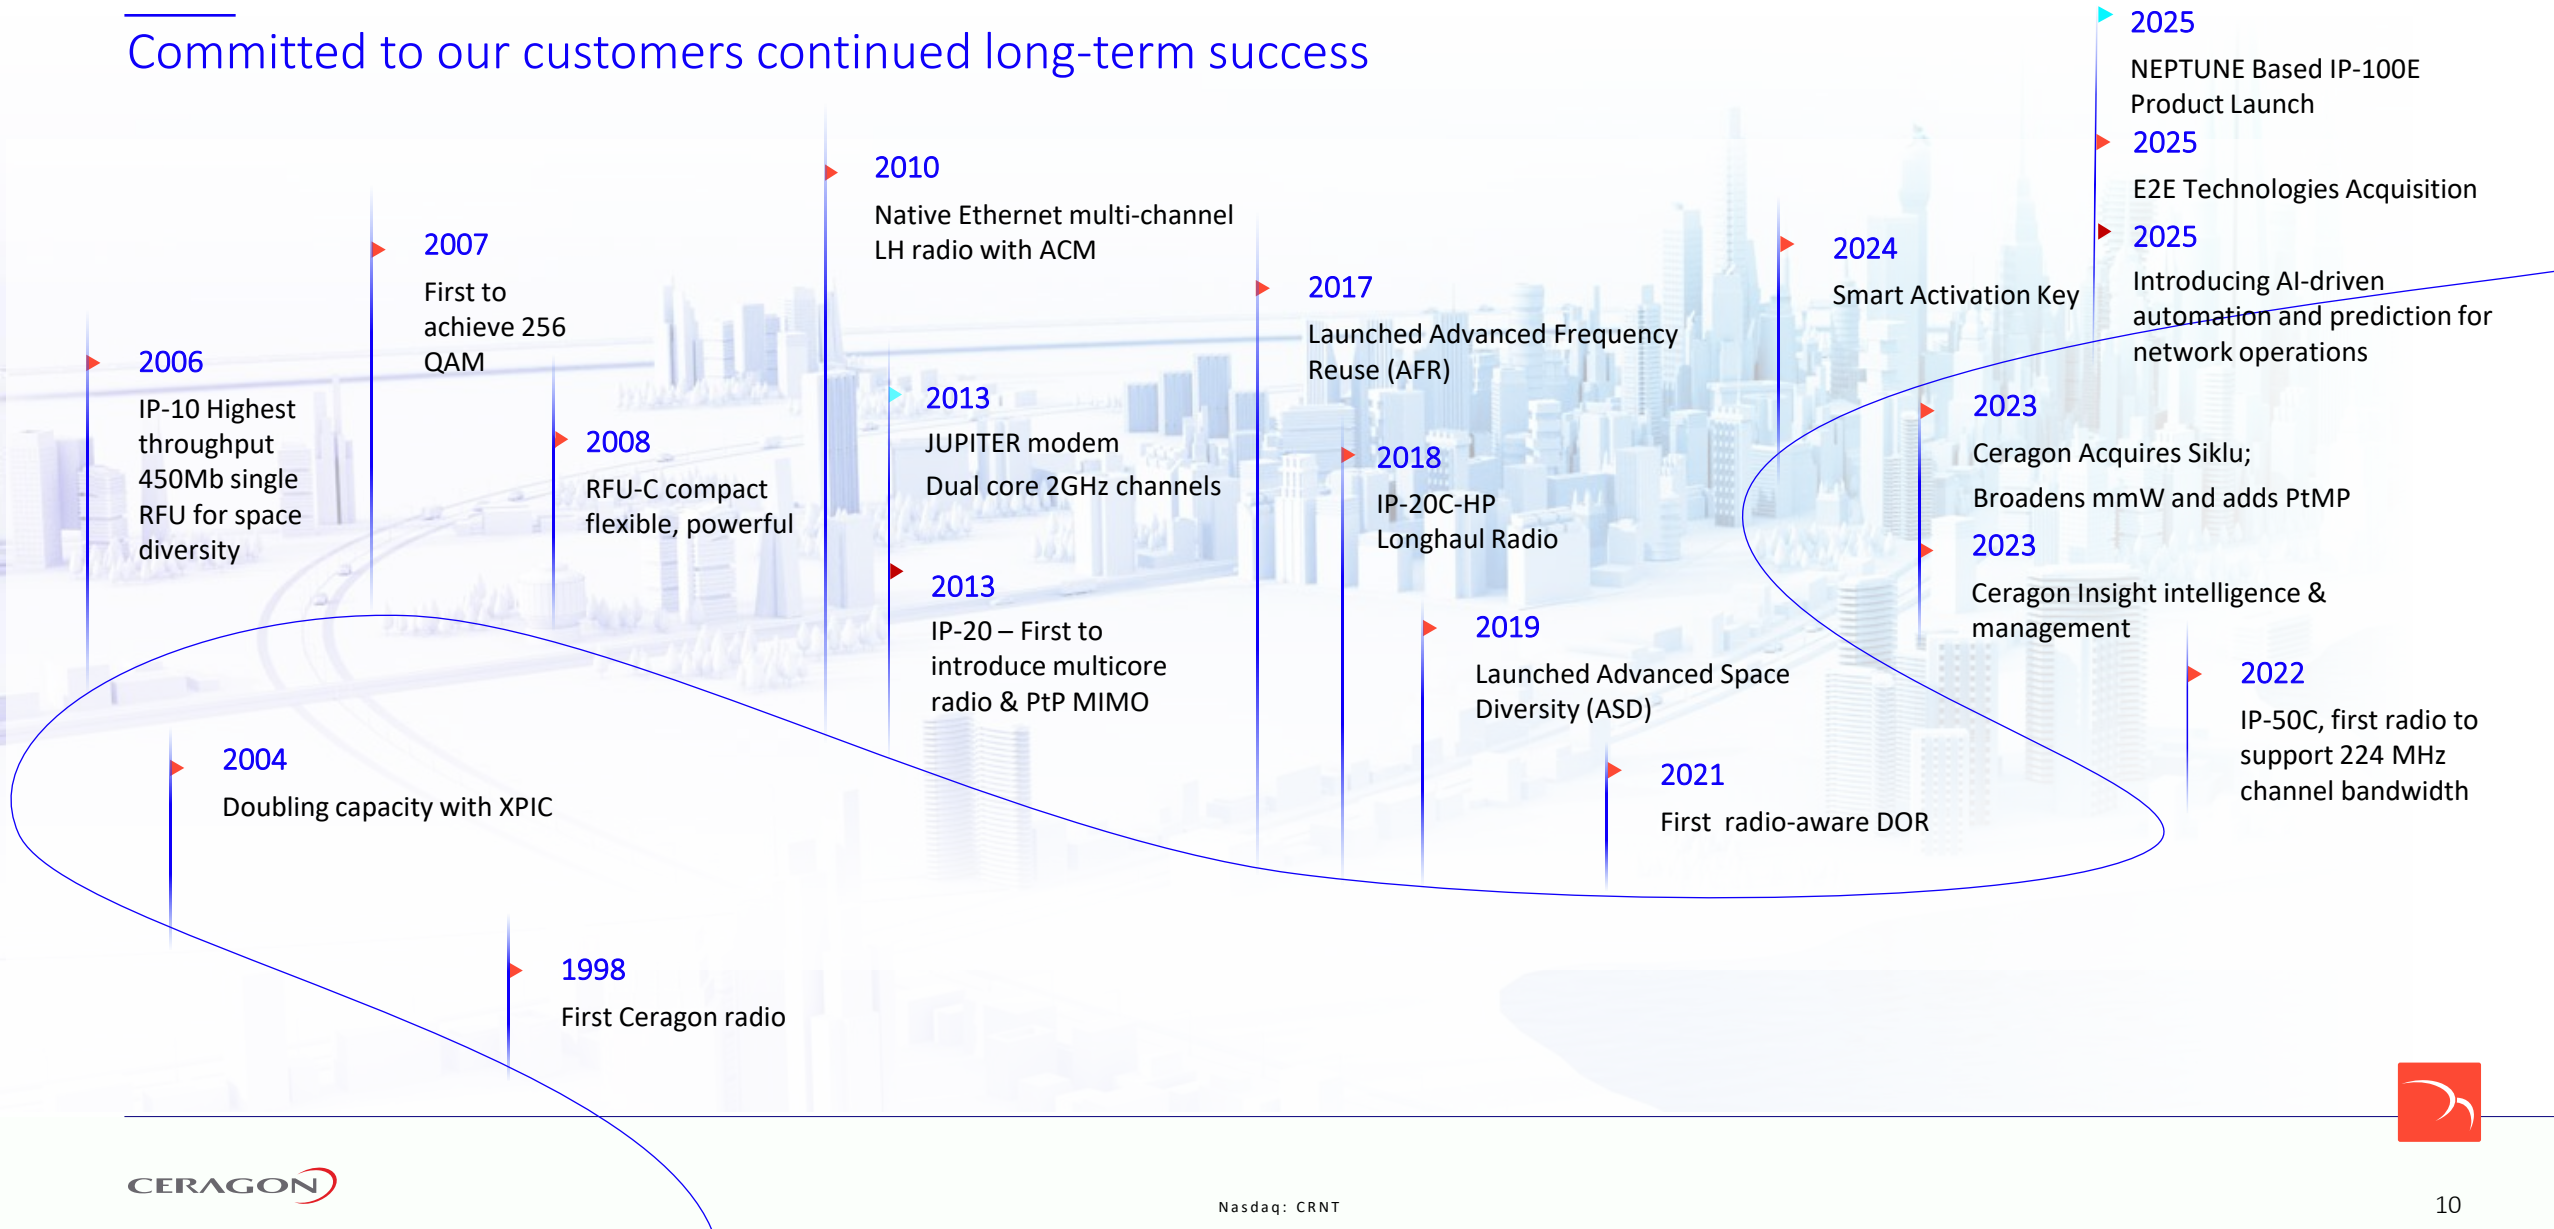 Committed to our customers continued long-term success
2025
NEPTUNE Based IP-100E
Product Launch
2025
E2E Technologies Acquisition
2025
Introducing AI-driven
automation and prediction for
network operations
2010
Native Ethernet multi-channel
LH radio with ACM
2007
First to
achieve 256
QAM
2024
Smart Activation Key
2017
Launched Advanced Frequency
Reuse (AFR)
2006
IP-10 Highest
throughput
450Mb single
RFU for space
diversity
2008
RFU-C compact
flexible, powerful
2013
JUPITER modem
Dual core 2GHz channels
2013
IP-20 – First to
introduce multicore
radio & PtP MIMO
2018
IP-20C-HP
Longhaul Radio
2023
Ceragon Acquires Siklu;
Broadens mmW and adds PtMP
2023
Ceragon Insight intelligence &
management
2019
Launched Advanced Space
Diversity (ASD)
2022
IP-50C, first radio to
support 224 MHz
channel bandwidth
2004
Doubling capacity with XPIC
2021
First radio-aware DOR
1998
First Ceragon radio
CERAGON
Nasdaq: CRNT
10